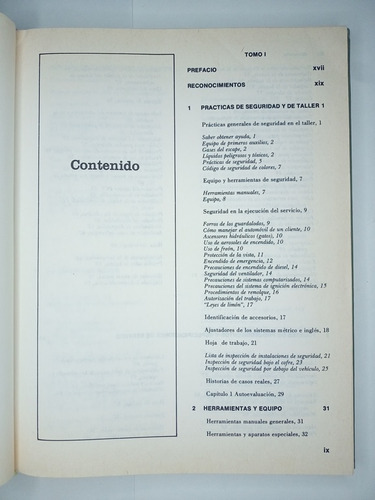 Contenido
TOMO I
PREFACIO xvii
RECONOCIMIENTOS xix
1 PRACTICAS DE SEGURIDAD Y DE TALLER 1
Prácticas generales de seguridad en el taller, 1
Saber obtener ayuda, 1
Equipo de primeros auxilios, 2
Gases del escape, 2
Líquidos peligrosos y tóxicos, 2
Prácticas de seguridad, 5
Código de seguridad de colores, 7
Equipo y herramientas de seguridad, 7
Herramientas manuales, 7
Equipo, 8
Seguridad en la ejecución del servicio, 9
Forros de los guardalodos, 9
Cómo manejar el automóvil de un cliente, 10
Ascensores hidráulicos (gatos), 10
Uso de aerosoles de encendido, 10
Uso de freón, 10
Protección de la vista, 11
Encendido de emergencia, 12
Precauciones de encendido de diesel, 14
Seguridad del ventilador, 14
Precauciones de sistemas computarizados, 14
Precauciones del sistema de ignición electrónico, 15
Procedimientos de remolque, 16
Autorización del trabajo, 17
"Leyes de limón", 17
Identificación de accesorios, 17
Ajustadores de los sistemas métrico e inglés, 18
Hoja de trabajo, 21
Lista de inspección de instalaciones de seguridad, 21
Inspección de seguridad bajo el cofre, 23
Inspección de seguridad por debajo del vehículo, 25
Historias de casos reales, 27
Capítulo 1 Autoevaluación, 29
2 HERRAMIENTAS Y EQUIPO 31
Herramientas manuales generales, 31
Herramientas y aparatos especiales, 32
ix